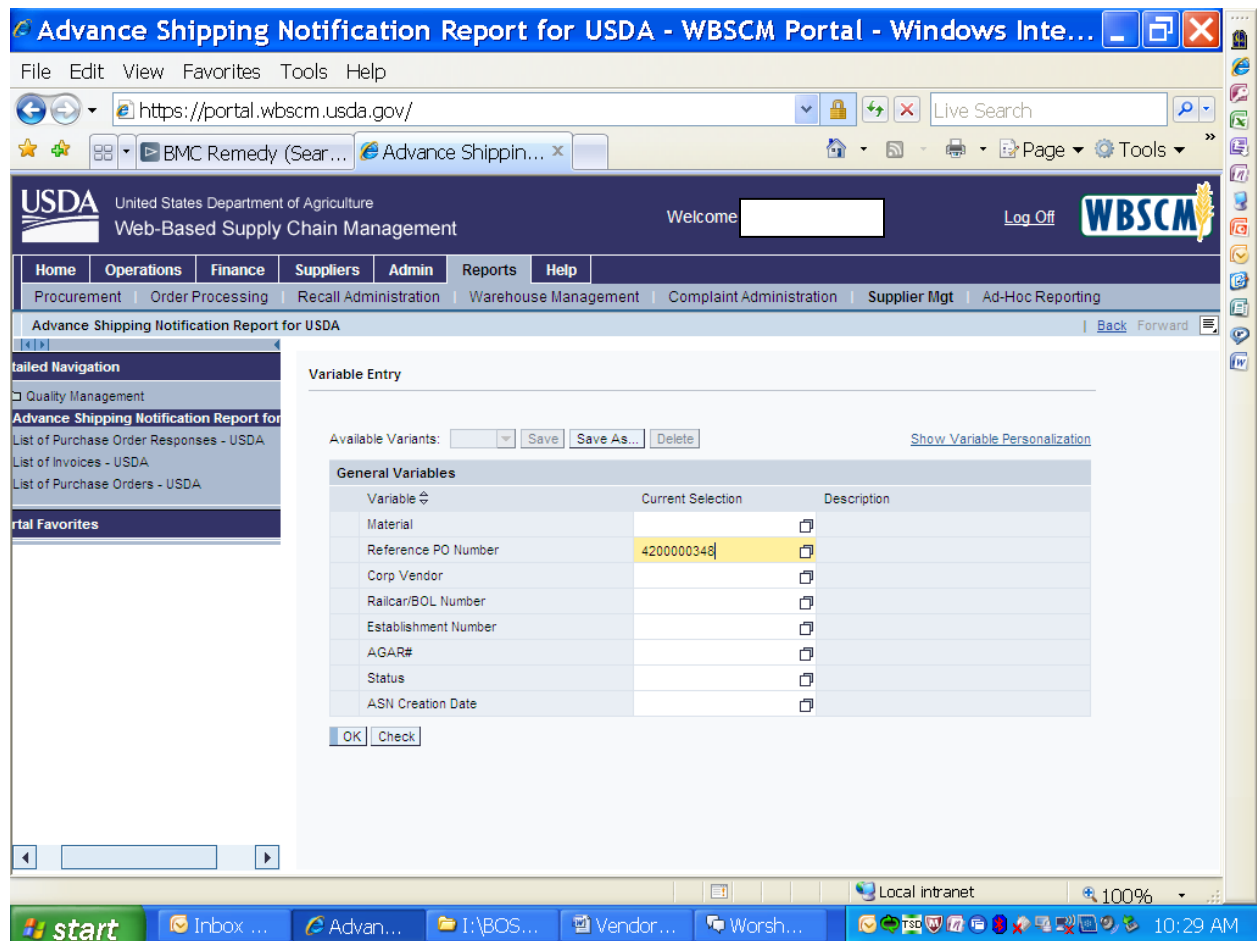 Advance Shipping Notification Report for USDA - WBSCM Portal - Windows Inte...
File Edit View Favorites Tools Help
https://portal.wbscm.usda.gov/ Live Search
BMC Remedy (Sear... Advance Shippin... Page Tools
USDA United States Department of Agriculture
Web-Based Supply Chain Management
Welcome Log Off WBSCM
Home Operations Finance Suppliers Admin Reports Help
Procurement Order Processing Recall Administration Warehouse Management Complaint Administration Supplier Mgt Ad-Hoc Reporting
Advance Shipping Notification Report for USDA Back Forward
tailed Navigation
Quality Management
Advance Shipping Notification Report for
List of Purchase Order Responses - USDA
List of Invoices - USDA
List of Purchase Orders - USDA
rtal Favorites
Variable Entry
Available Variants: Save Save As... Delete Show Variable Personalization
General Variables
Variable Current Selection Description
Material
Reference PO Number 4200000348
Corp Vendor
Railcar/BOL Number
Establishment Number
AGAR#
Status
ASN Creation Date
OK Check
Local intranet 100%
start Inbox ... Advan... I:\BOS... Vendor... Worsh... TSD 10:29 AM